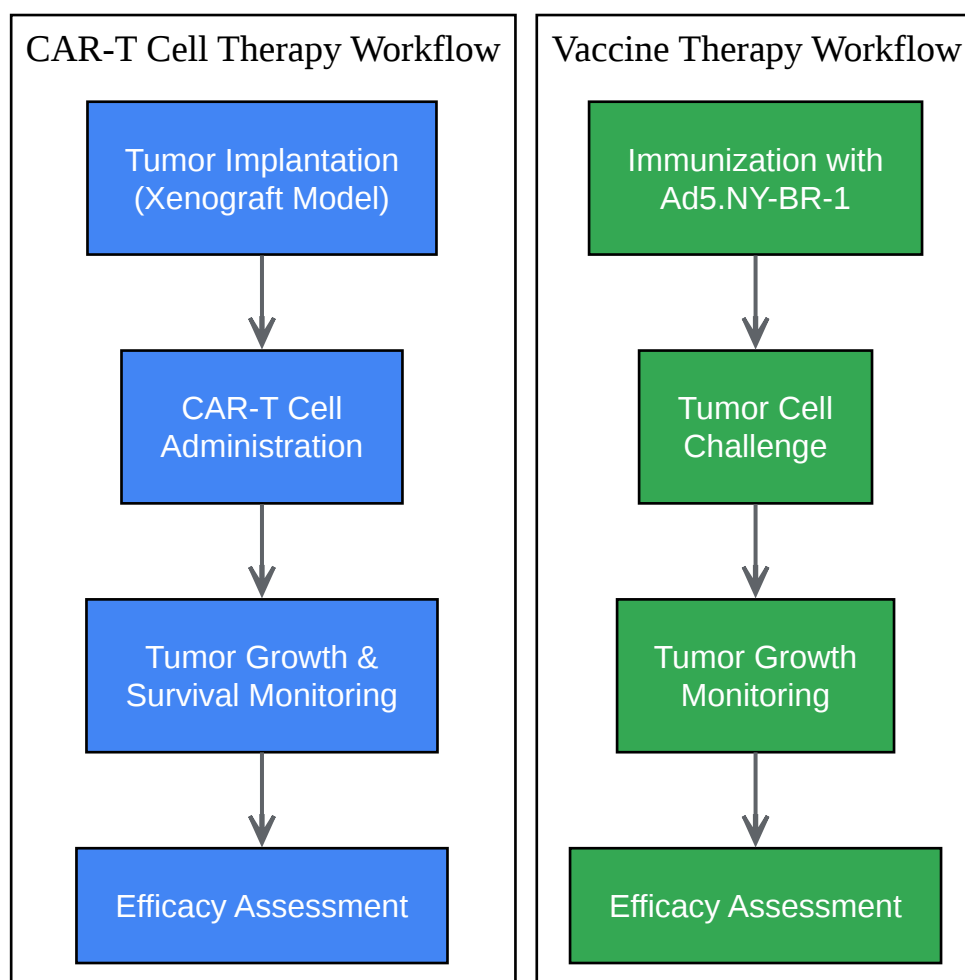 CAR-T Cell Therapy Workflow
Tumor Implantation
(Xenograft Model)
CAR-T Cell
Administration
Tumor Growth &
Survival Monitoring
Efficacy Assessment
Vaccine Therapy Workflow
Immunization with
Ad5.NY-BR-1
Tumor Cell
Challenge
Tumor Growth
Monitoring
Efficacy Assessment